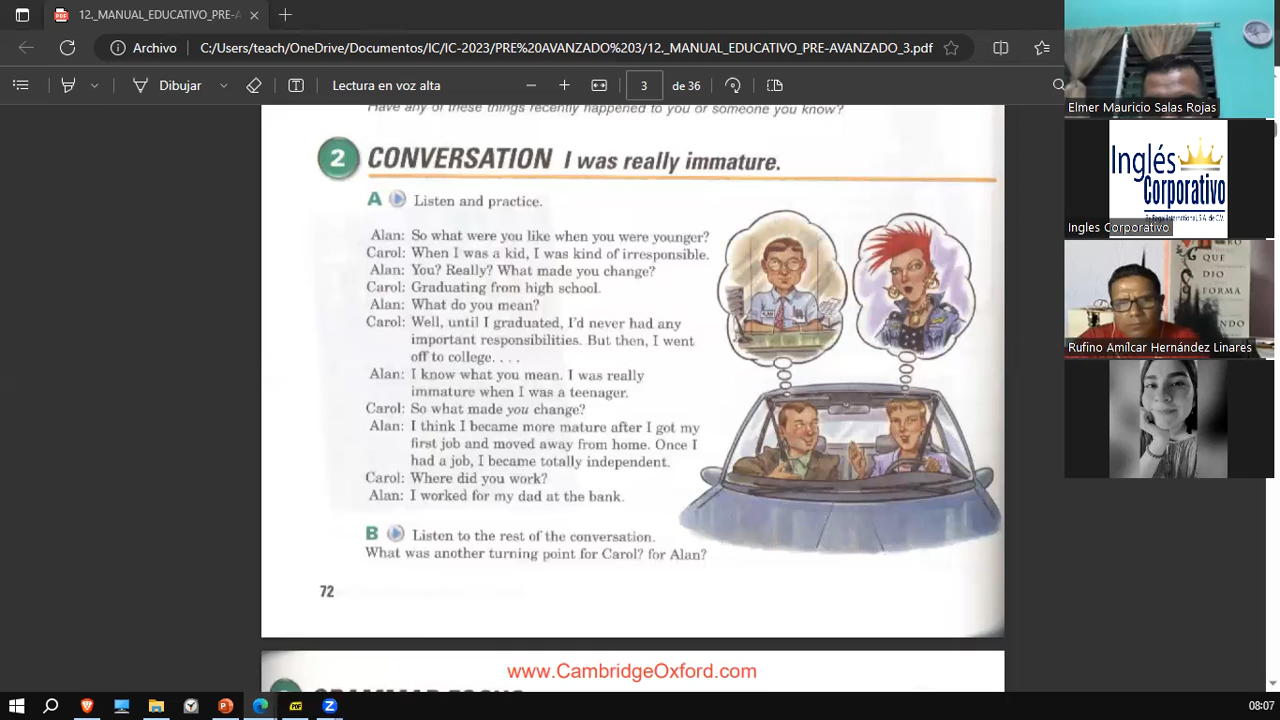 12._MANUAL_EDUCATIVO_PRE-A
Archivo
C:/Users/teach/OneDrive/Documentos/IC/IC-2023/PRE%20AVANZADO%203/12._MANUAL_EDUCATIVO_PRE-AVANZADO_3.pdf
Dibujar
Lectura en voz alta
3
de 36
Have any of these things recently happened to you or someone you know?
2 CONVERSATION I was really immature.
A Listen and practice.
Alan: So what were you like when you were younger?
Carol: When I was a kid, I was kind of irresponsible.
Alan: You? Really? What made you change?
Carol: Graduating from high school.
Alan: What do you mean?
Carol: Well, until I graduated, I'd never had any
important responsibilities. But then, I went
off to college. . . .
Alan: I know what you mean. I was really
immature when I was a teenager.
Carol: So what made you change?
Alan: I think I became more mature after I got my
first job and moved away from home. Once I
had a job, I became totally independent.
Carol: Where did you work?
Alan: I worked for my dad at the bank.
B Listen to the rest of the conversation.
What was another turning point for Carol? for Alan?
72
www.CambridgeOxford.com
GRAMMAR FOCUS
Elmer Mauricio Salas Rojas
Inglés
Corporativo
Ingles Corporativo
QUE
DIO
FORMA
Rufino Amílcar Hernández Linares
08:07